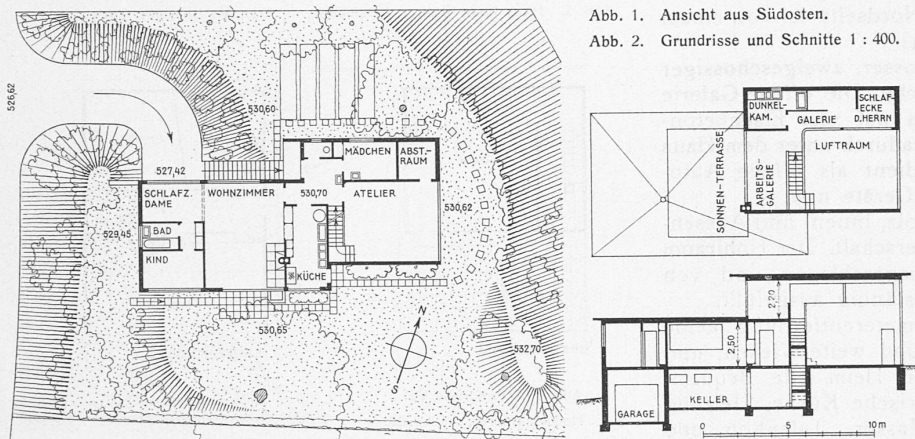 Abb. 1. Ansicht aus Südosten.
Abb. 2. Grundrisse und Schnitte 1 : 400.
526,62
530,60
527,42
MÄDCHEN
ABST.-
RAUM
SCHLAFZ.
DAME
WOHNZIMMER
530,70
ATELIER
530,62
529,45
BAD
KIND
KÜCHE
530,65
N
S
532,70
DUNKEL-
KAM.
GALERIE
SCHLAF-
ECKE
D.HERRN
LUFTRAUM
SONNEN-TERRASSE
ARBEITS-
GALERIE
2,20
2,50
GARAGE
KELLER
0
5
10 m